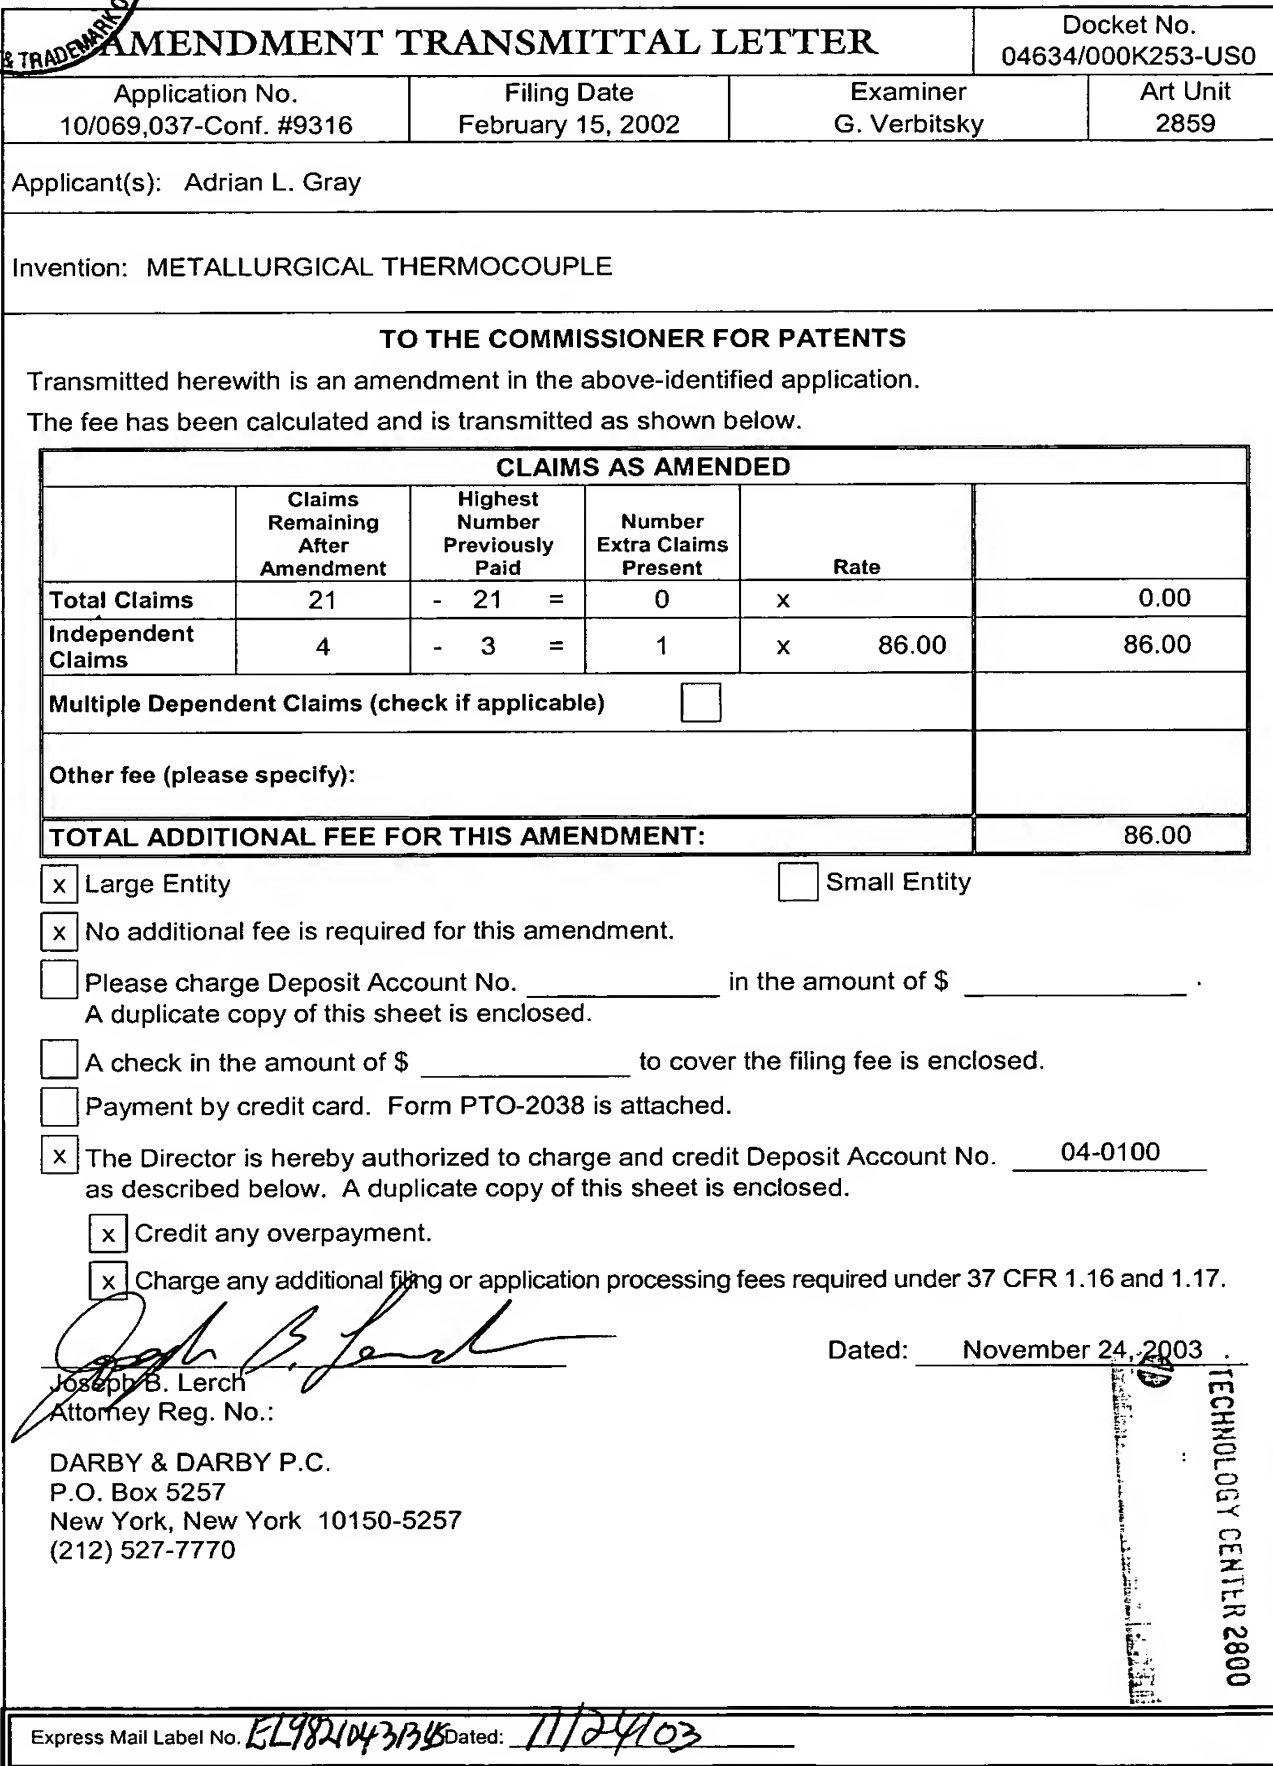 & TRADEMARK O
AMENDMENT TRANSMITTAL LETTER
Docket No.
04634/000K253-US0
Application No.
10/069,037-Conf. #9316
Filing Date
February 15, 2002
Examiner
G. Verbitsky
Art Unit
2859
Applicant(s): Adrian L. Gray
Invention: METALLURGICAL THERMOCOUPLE
TO THE COMMISSIONER FOR PATENTS
Transmitted herewith is an amendment in the above-identified application.
The fee has been calculated and is transmitted as shown below.
CLAIMS AS AMENDED
Claims
Remaining
After
Amendment
Highest
Number
Previously
Paid
Number
Extra Claims
Present
Rate
Total Claims 21 - 21 = 0 x 0.00
Independent
Claims 4 - 3 = 1 x 86.00 86.00
Multiple Dependent Claims (check if applicable)
Other fee (please specify):
TOTAL ADDITIONAL FEE FOR THIS AMENDMENT: 86.00
x Large Entity Small Entity
x No additional fee is required for this amendment.
Please charge Deposit Account No. in the amount of $ .
A duplicate copy of this sheet is enclosed.
A check in the amount of $ to cover the filing fee is enclosed.
Payment by credit card. Form PTO-2038 is attached.
x The Director is hereby authorized to charge and credit Deposit Account No. 04-0100
as described below. A duplicate copy of this sheet is enclosed.
x Credit any overpayment.
x Charge any additional filing or application processing fees required under 37 CFR 1.16 and 1.17.
Joseph B. Lerch
Dated: November 24, 2003 .
Joseph B. Lerch
Attorney Reg. No.:
DARBY & DARBY P.C.
P.O. Box 5257
New York, New York 10150-5257
(212) 527-7770
TECHNOLOGY CENTER 2800
Express Mail Label No. Dated: 11/24/03